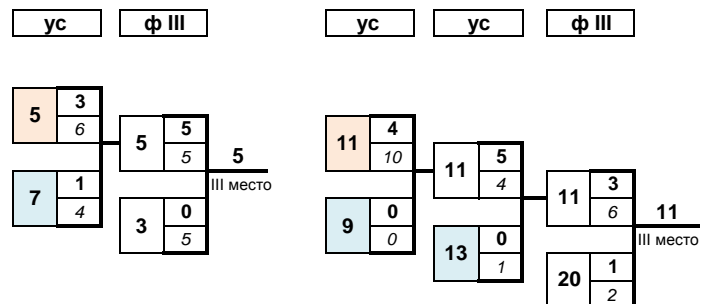 ус ф III ус ус ф III
5 3 6
7 1 4
5 5 5
3 0 5
5
III место
11 4 10
9 0 0
11 5 4
13 0 1
11 3 6
20 1 2
11
III место